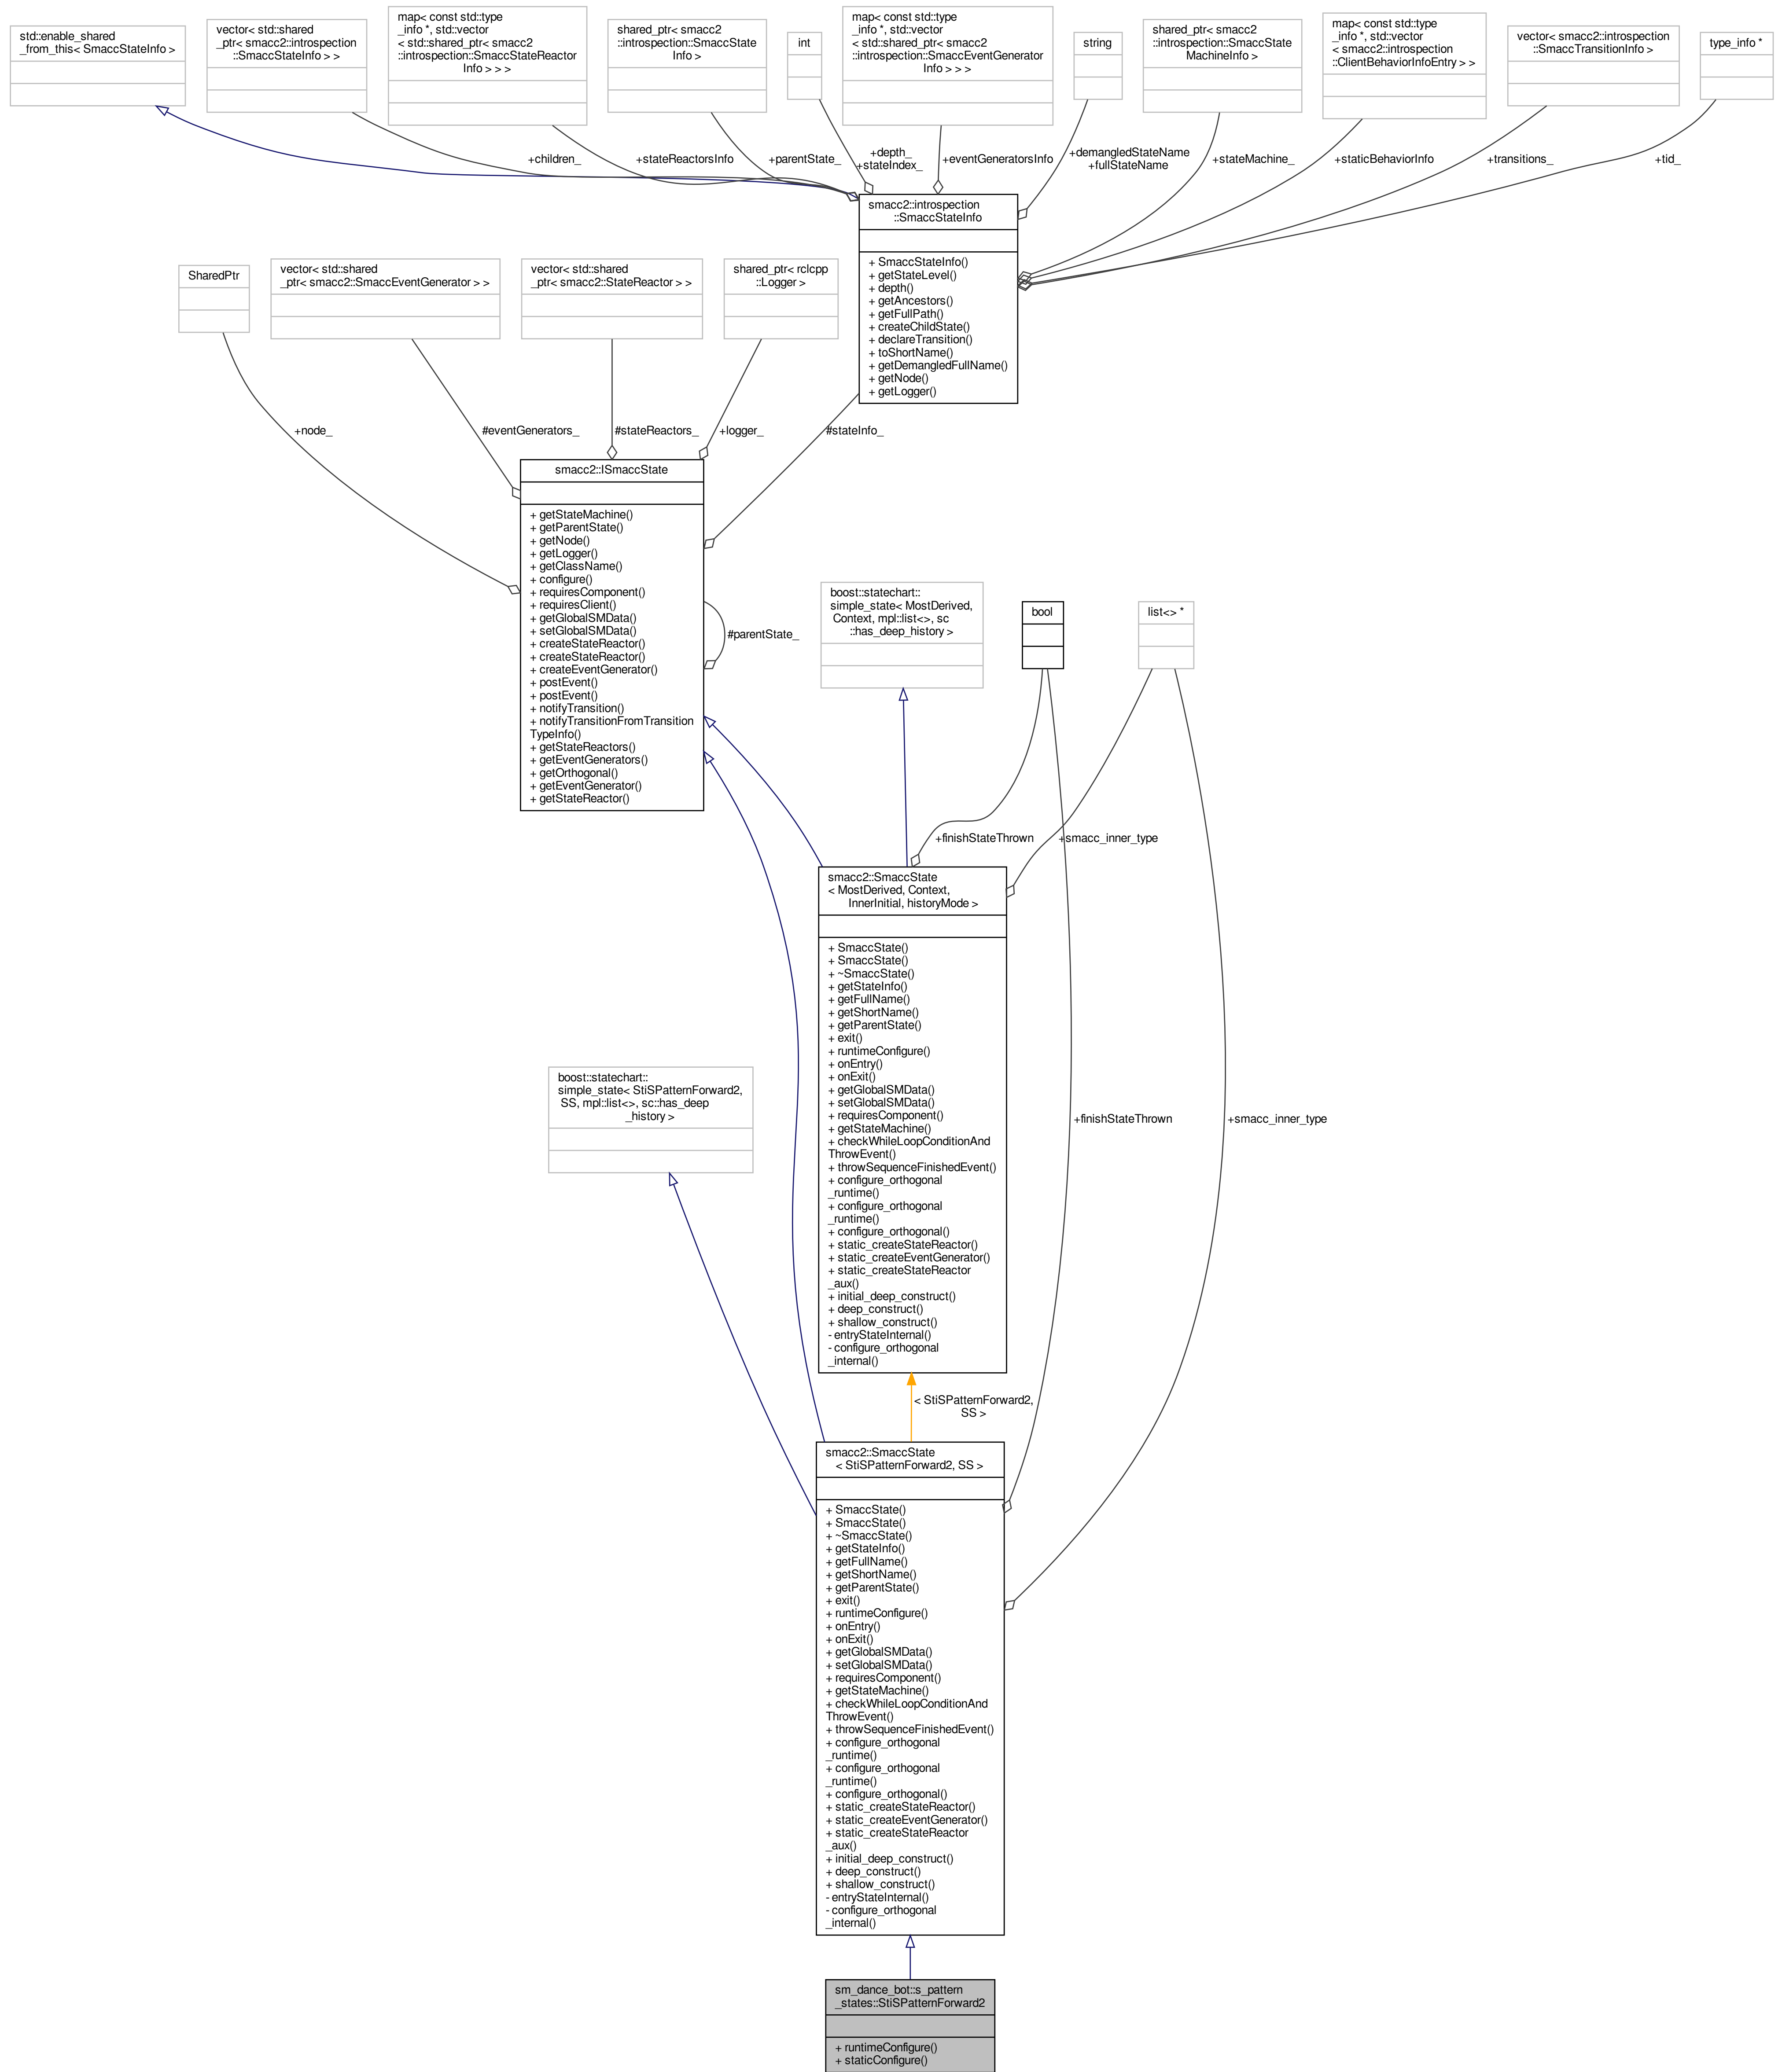 std::enable_shared
_from_this< SmaccStateInfo >
vector< std::shared
_ptr< smacc2::introspection
::SmaccStateInfo > >
map< const std::type
_info *, std::vector
< std::shared_ptr< smacc2
::introspection::SmaccStateReactor
Info > > >
shared_ptr< smacc2
::introspection::SmaccState
Info >
int
map< const std::type
_info *, std::vector
< std::shared_ptr< smacc2
::introspection::SmaccEventGenerator
Info > > >
string
shared_ptr< smacc2
::introspection::SmaccState
MachineInfo >
map< const std::type
_info *, std::vector
< smacc2::introspection
::ClientBehaviorInfoEntry > >
vector< smacc2::introspection
::SmaccTransitionInfo >
type_info *
+children_
+stateReactorsInfo
+parentState_
+depth_
+stateIndex_
+eventGeneratorsInfo
+demangledStateName
+fullStateName
+stateMachine_
+staticBehaviorInfo
+transitions_
+tid_
smacc2::introspection
::SmaccStateInfo
+ SmaccStateInfo()
+ getStateLevel()
+ depth()
+ getAncestors()
+ getFullPath()
+ createChildState()
+ declareTransition()
+ toShortName()
+ getDemangledFullName()
+ getNode()
+ getLogger()
SharedPtr
vector< std::shared
_ptr< smacc2::SmaccEventGenerator > >
vector< std::shared
_ptr< smacc2::StateReactor > >
shared_ptr< rclcpp
::Logger >
+node_
#eventGenerators_
#stateReactors_
+logger_
#stateInfo_
smacc2::ISmaccState
+ getStateMachine()
+ getParentState()
+ getNode()
+ getLogger()
+ getClassName()
+ configure()
+ requiresComponent()
+ requiresClient()
+ getGlobalSMData()
+ setGlobalSMData()
+ createStateReactor()
+ createStateReactor()
+ createEventGenerator()
+ postEvent()
+ postEvent()
+ notifyTransition()
+ notifyTransitionFromTransition
TypeInfo()
+ getStateReactors()
+ getEventGenerators()
+ getOrthogonal()
+ getEventGenerator()
+ getStateReactor()
#parentState_
boost::statechart::
simple_state< MostDerived,
Context, mpl::list<>, sc
::has_deep_history >
bool
list<> *
+finishStateThrown
+smacc_inner_type
smacc2::SmaccState
< MostDerived, Context,
InnerInitial, historyMode >
+ SmaccState()
+ SmaccState()
+ ~SmaccState()
+ getStateInfo()
+ getFullName()
+ getShortName()
+ getParentState()
+ exit()
+ runtimeConfigure()
+ onEntry()
+ onExit()
+ getGlobalSMData()
+ setGlobalSMData()
+ requiresComponent()
+ getStateMachine()
+ checkWhileLoopConditionAnd
ThrowEvent()
+ throwSequenceFinishedEvent()
+ configure_orthogonal
_runtime()
+ configure_orthogonal
_runtime()
+ configure_orthogonal()
+ static_createStateReactor()
+ static_createEventGenerator()
+ static_createStateReactor
_aux()
+ initial_deep_construct()
+ deep_construct()
+ shallow_construct()
- entryStateInternal()
- configure_orthogonal
_internal()
boost::statechart::
simple_state< StiSPatternForward2,
SS, mpl::list<>, sc::has_deep
_history >
+finishStateThrown
+smacc_inner_type
< StiSPatternForward2,
SS >
smacc2::SmaccState
< StiSPatternForward2, SS >
+ SmaccState()
+ SmaccState()
+ ~SmaccState()
+ getStateInfo()
+ getFullName()
+ getShortName()
+ getParentState()
+ exit()
+ runtimeConfigure()
+ onEntry()
+ onExit()
+ getGlobalSMData()
+ setGlobalSMData()
+ requiresComponent()
+ getStateMachine()
+ checkWhileLoopConditionAnd
ThrowEvent()
+ throwSequenceFinishedEvent()
+ configure_orthogonal
_runtime()
+ configure_orthogonal
_runtime()
+ configure_orthogonal()
+ static_createStateReactor()
+ static_createEventGenerator()
+ static_createStateReactor
_aux()
+ initial_deep_construct()
+ deep_construct()
+ shallow_construct()
- entryStateInternal()
- configure_orthogonal
_internal()
sm_dance_bot::s_pattern
_states::StiSPatternForward2
+ runtimeConfigure()
+ staticConfigure()